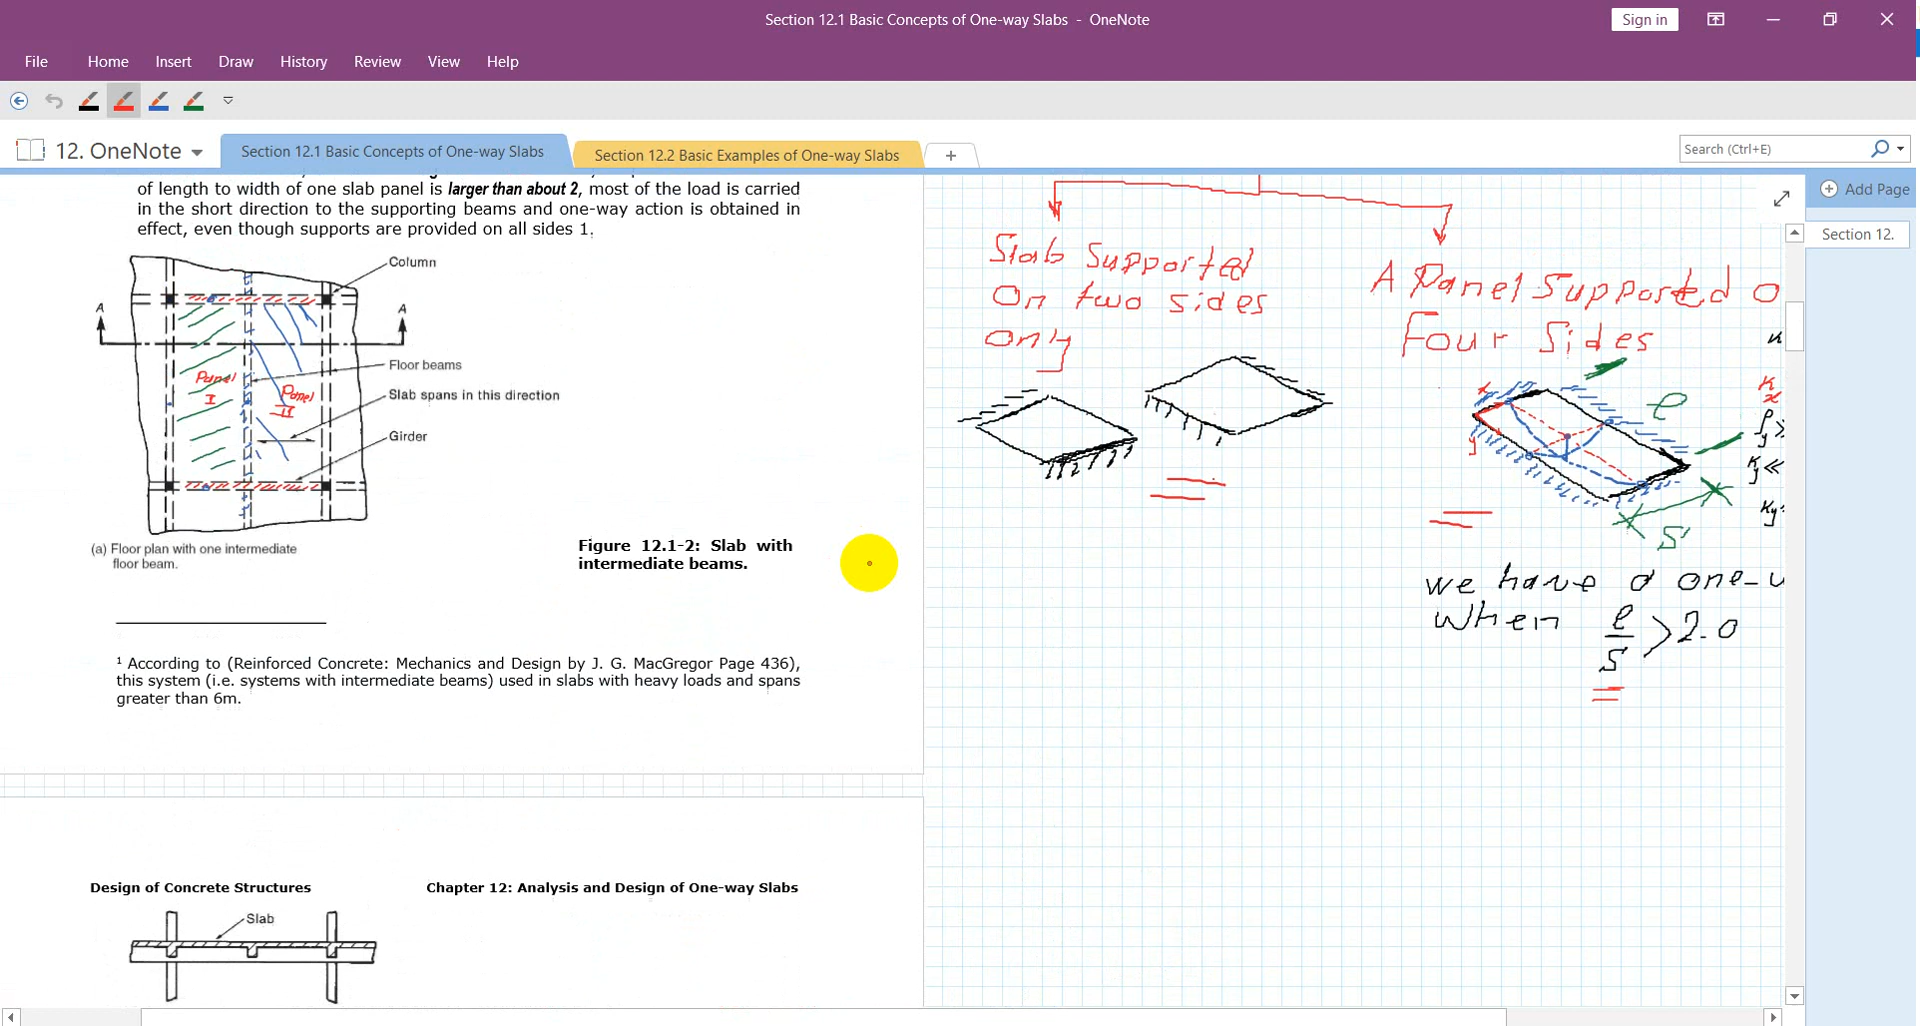 Section 12.1 Basic Concepts of One-way Slabs - OneNote
Sign in
File Home Insert Draw History Review View Help
12. OneNote
Section 12.1 Basic Concepts of One-way Slabs
Section 12.2 Basic Examples of One-way Slabs
Search (Ctrl+E)
Add Page
Section 12.
of length to width of one slab panel is larger than about 2, most of the load is carried
in the short direction to the supporting beams and one-way action is obtained in
effect, even though supports are provided on all sides 1.
Column
A A
Floor beams
Panel
I
Panel
II
Slab spans in this direction
Girder
(a) Floor plan with one intermediate
floor beam.
Figure 12.1-2: Slab with
intermediate beams.
1 According to (Reinforced Concrete: Mechanics and Design by J. G. MacGregor Page 436),
this system (i.e. systems with intermediate beams) used in slabs with heavy loads and spans
greater than 6m.
Design of Concrete Structures Chapter 12: Analysis and Design of One-way Slabs
Slab
Slab Supported
On two sides
Only
A Panel Supported O
Four Sides
x
y
l
S
K
x
Ky
we have a one-
When l/S > 2.0